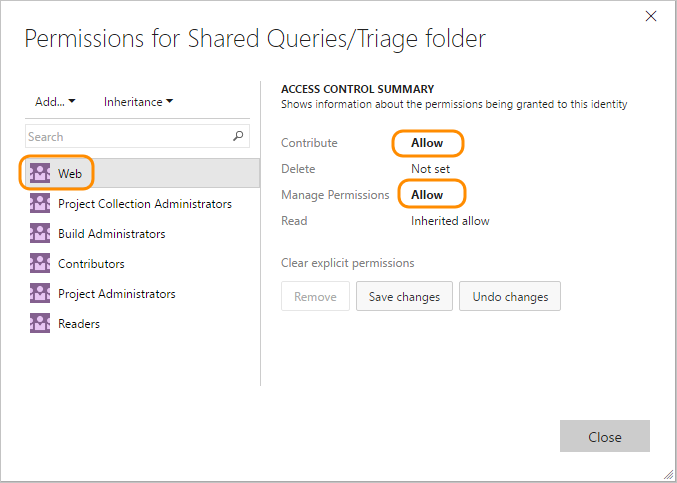 Permissions for Shared Queries/Triage folder
Add...
Inheritance
Search
Web
Project Collection Administrators
Build Administrators
Contributors
Project Administrators
Readers
ACCESS CONTROL SUMMARY
Shows information about the permissions being granted to this identity
Contribute Allow
Delete Not set
Manage Permissions Allow
Read Inherited allow
Clear explicit permissions
Remove Save changes Undo changes
Close